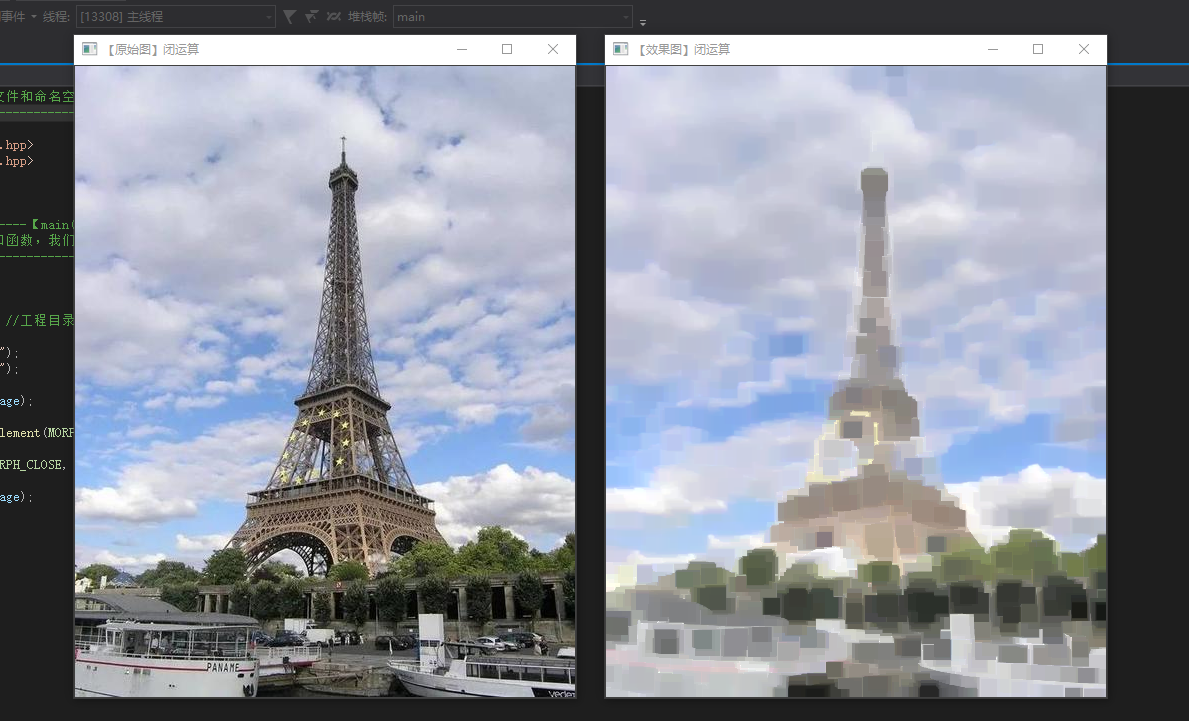 事件 线程: [13308] 主线程 堆栈帧: main
【原始图】闭运算
【效果图】闭运算
文件和命名空
.hpp>
.hpp>
----【main(
口函数，我们
//工程目录
");
");
age);
lement(MORP
RPH_CLOSE,
age);
PANAME
Vedet